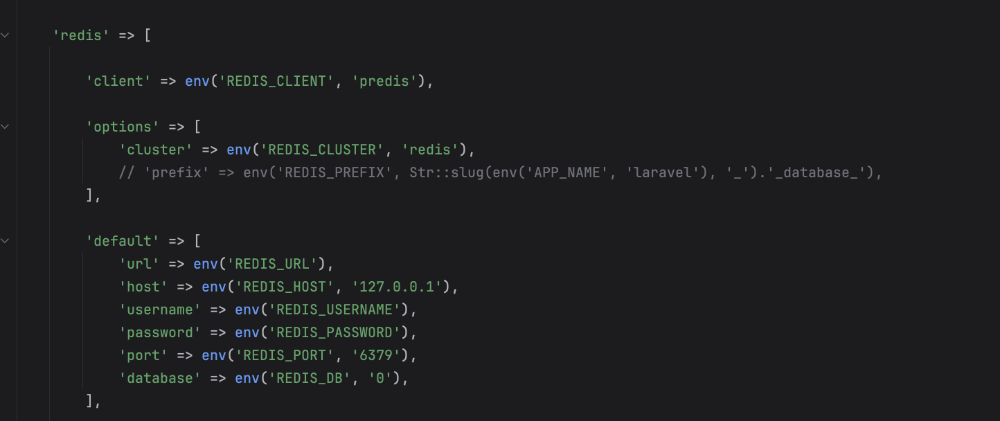 'redis' => [
'client' => env('REDIS_CLIENT', 'predis'),
'options' => [
'cluster' => env('REDIS_CLUSTER', 'redis'),
// 'prefix' => env('REDIS_PREFIX', Str::slug(env('APP_NAME', 'laravel'), '_').'_database_'),
],
'default' => [
'url' => env('REDIS_URL'),
'host' => env('REDIS_HOST', '127.0.0.1'),
'username' => env('REDIS_USERNAME'),
'password' => env('REDIS_PASSWORD'),
'port' => env('REDIS_PORT', '6379'),
'database' => env('REDIS_DB', '0'),
],